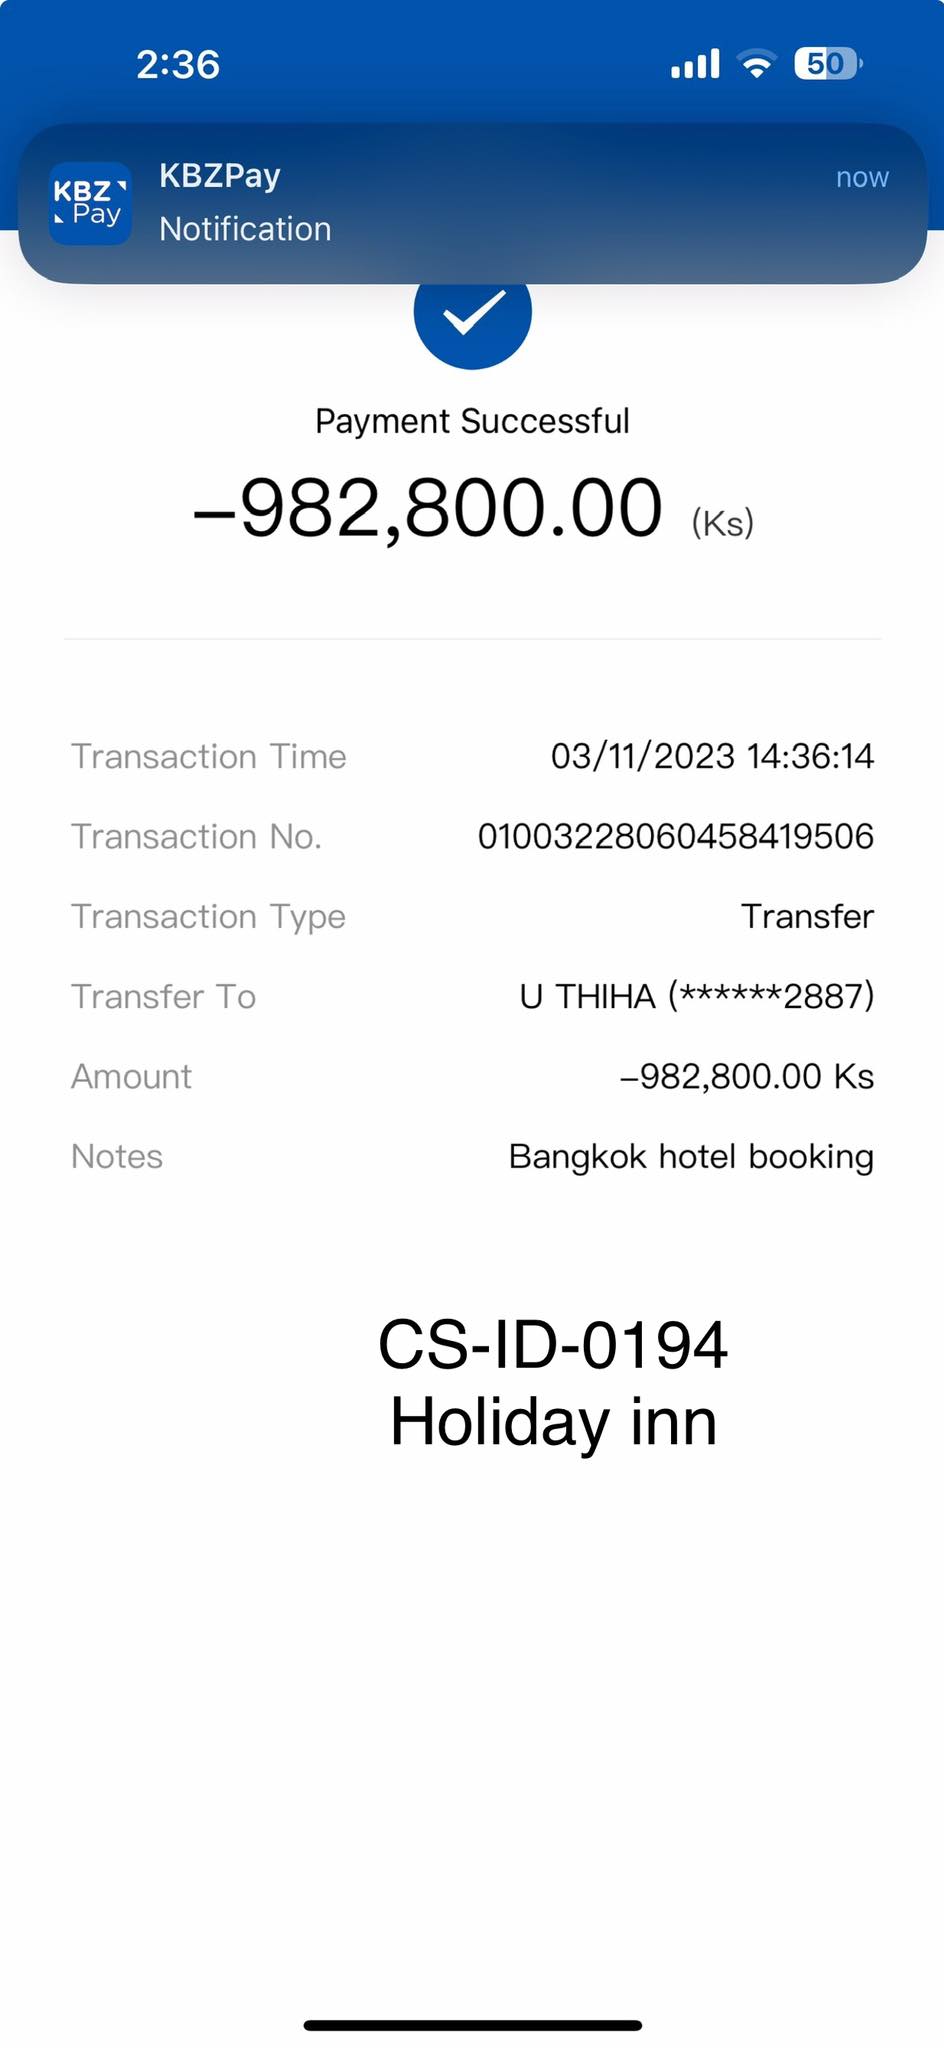 2:36
50
KBZPay
now
KBZ
Pay
Notification
Payment Successful
–982,800.00 (Ks)
Transaction Time 03/11/2023 14:36:14
Transaction No. 01003228060458419506
Transaction Type Transfer
Transfer To U THIHA (******2887)
Amount –982,800.00 Ks
Notes Bangkok hotel booking
CS-ID-0194
Holiday inn